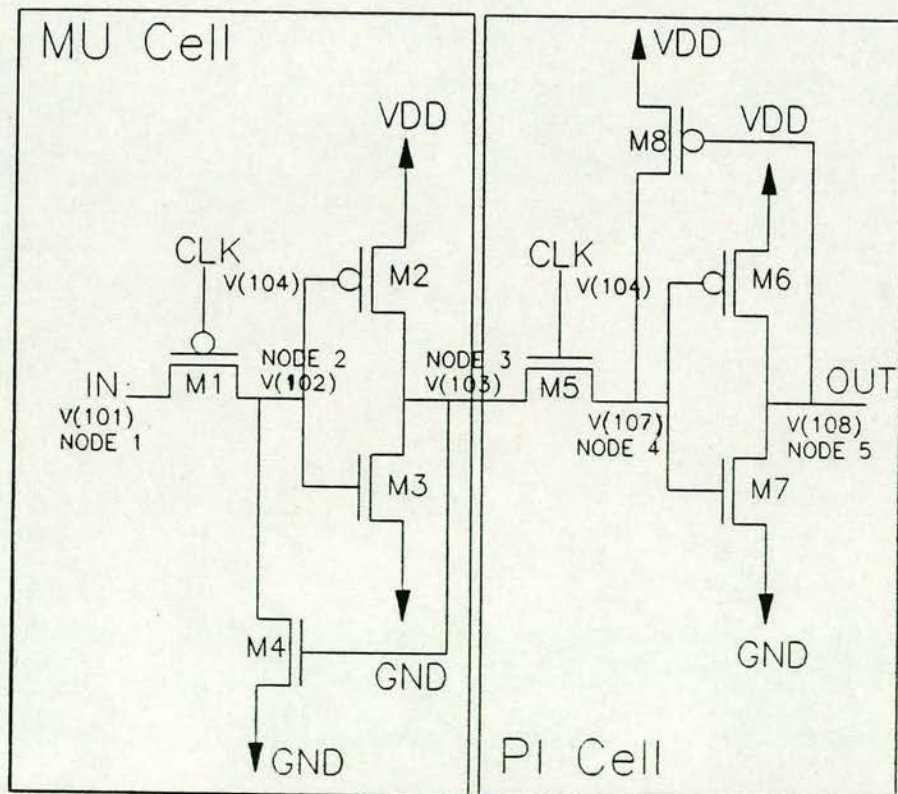 MU Cell
VDD
CLK
V(104)
M2
IN
M1
NODE 2
V(102)
NODE 3
V(103)
V(101)
NODE 1
M3
M4
GND
GND
VDD
M8
VDD
CLK
V(104)
M6
M5
OUT
V(107)
NODE 4
V(108)
NODE 5
M7
GND
PI Cell